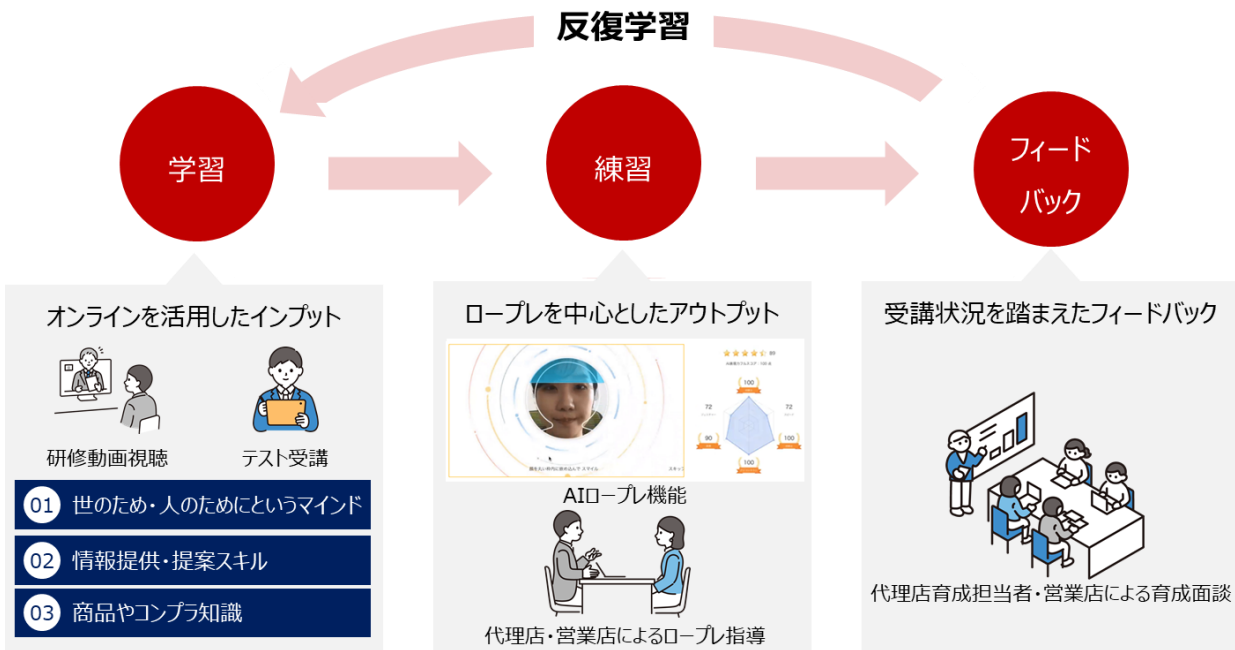 反復学習
学習
練習
フィード
バック
オンラインを活用したインプット
研修動画視聴
テスト受講
01 世のため・人のためにというマインド
02 情報提供・提案スキル
03 商品やコンプラ知識
ロープレを中心としたアウトプット
89
100
72
72
90
100
100
AIロープレ機能
代理店・営業店によるロープレ指導
受講状況を踏まえたフィードバック
代理店育成担当者・営業店による育成面談